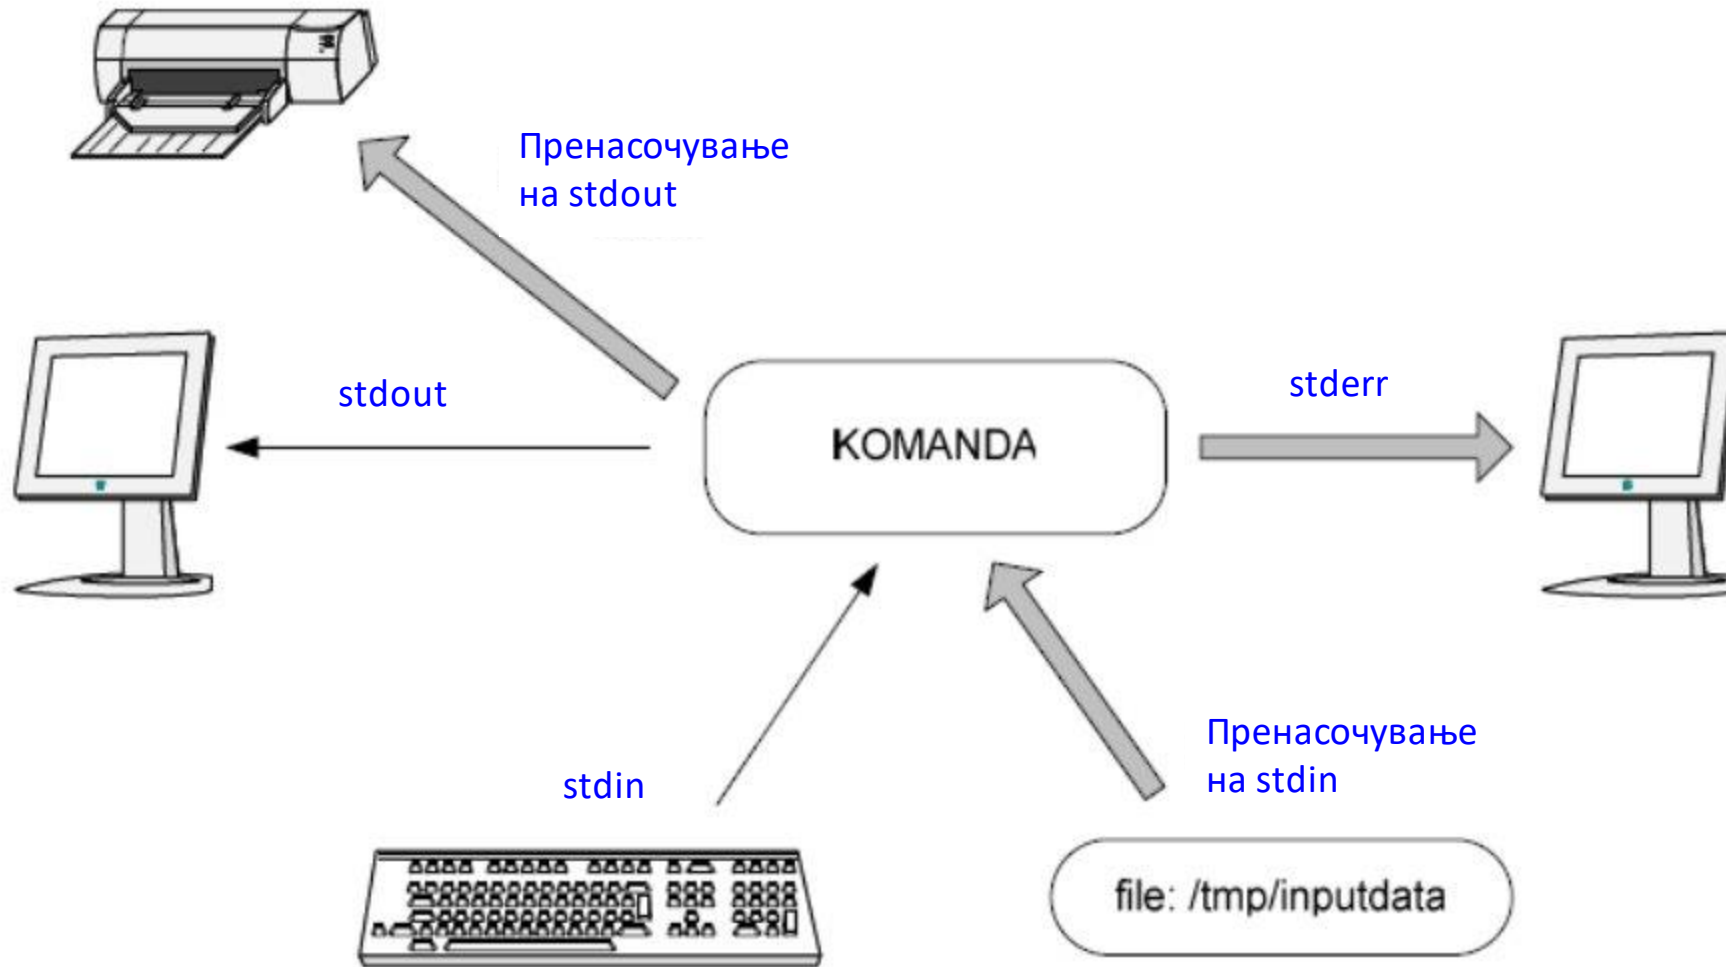 Пренасочување
на stdout
stdout
KOMANDA
stderr
Пренасочување
на stdin
stdin
file: /tmp/inputdata